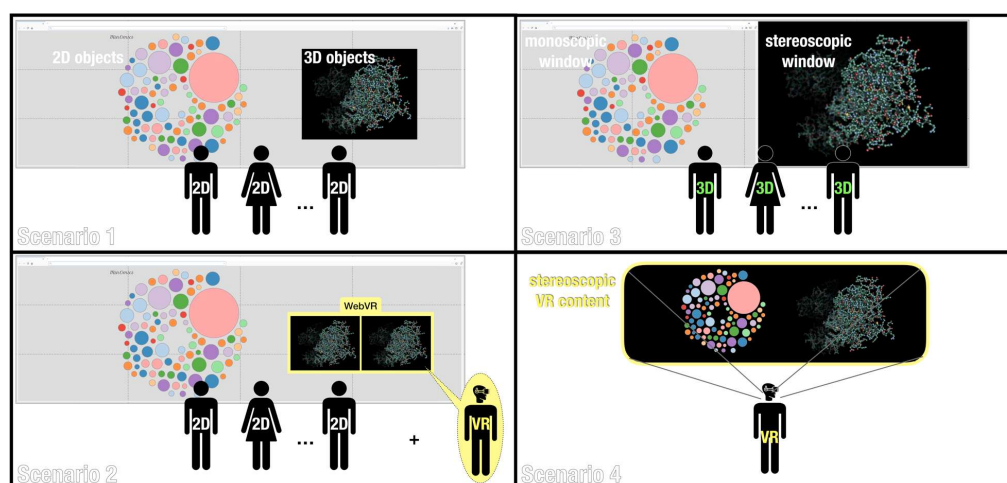 2D objects
3D objects
2D
2D
...
2D
Scenario 1
monoscopic
window
stereoscopic
window
3D
3D
...
3D
Scenario 3
WebVR
2D
2D
...
2D
+
VR
Scenario 2
stereoscopic
VR content
VR
Scenario 4